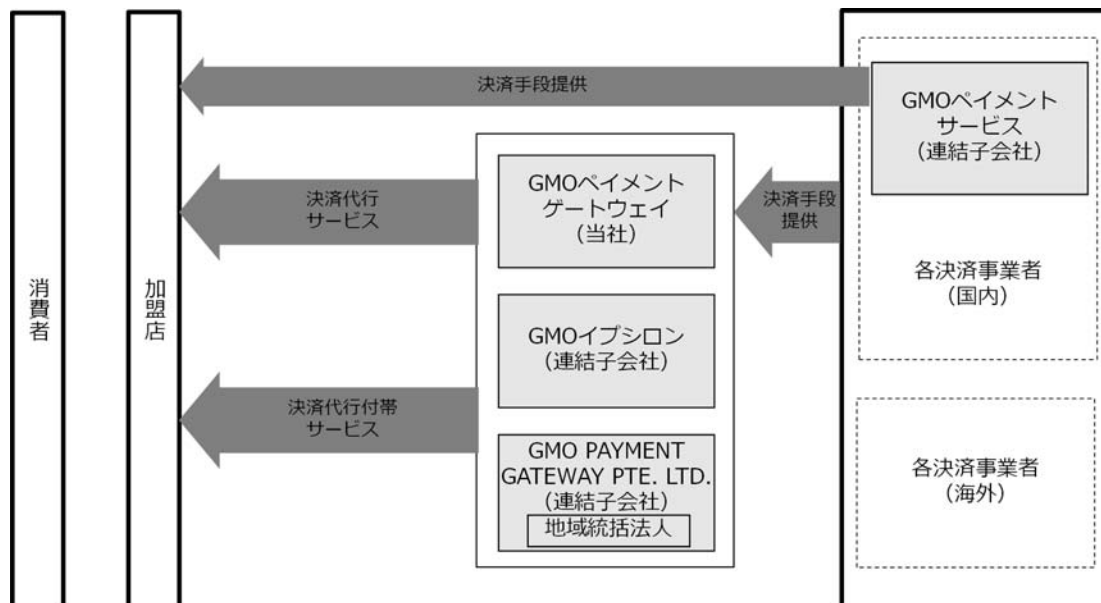 消費者
加盟店
決済手段提供
GMOペイメント
サービス
(連結子会社)
GMOペイメント
ゲートウェイ
(当社)
決済代行
サービス
決済手段
提供
各決済事業者
(国内)
GMOイプシロン
(連結子会社)
決済代行付帯
サービス
GMO PAYMENT
GATEWAY PTE. LTD.
(連結子会社)
地域統括法人
各決済事業者
(海外)